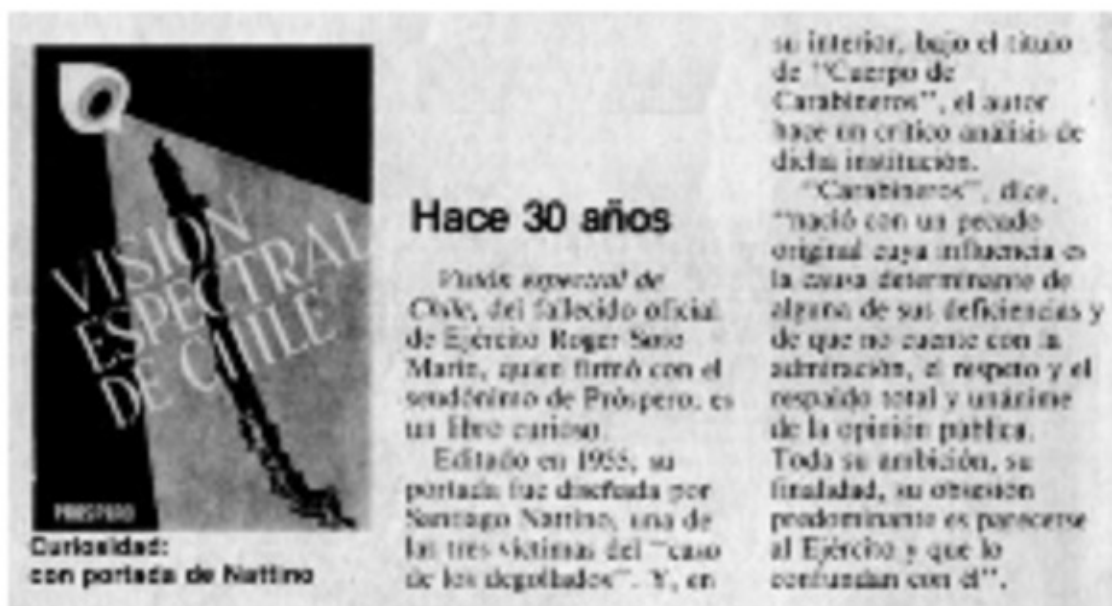 VISION
ESPECTRAL
DE CHILE
PROSPERO
Curiosidad:
con portada de Nattino
Hace 30 años
Visión espectral de
Chile, del fallecido oficial
de Ejército Roger Soto
Marín, quien firmó con el
seudónimo de Próspero, es
un libro curioso.
Editado en 1955, su
portada fue diseñada por
Santiago Nattino, una de
las tres víctimas del "caso
de los degollados". Y, en
su interior, bajo el título
de "Cuerpo de
Carabineros", el autor
hace un crítico análisis de
dicha institución.
"Carabineros", dice,
"nació con un pecado
original cuya influencia es
la causa determinante de
alguna de sus deficiencias y
de que no cuente con la
admiración, el respeto y el
respaldo total y unánime
de la opinión pública.
Toda su ambición, su
finalidad, su obsesión
predominante es parecerse
al Ejército y que lo
confundan con él".